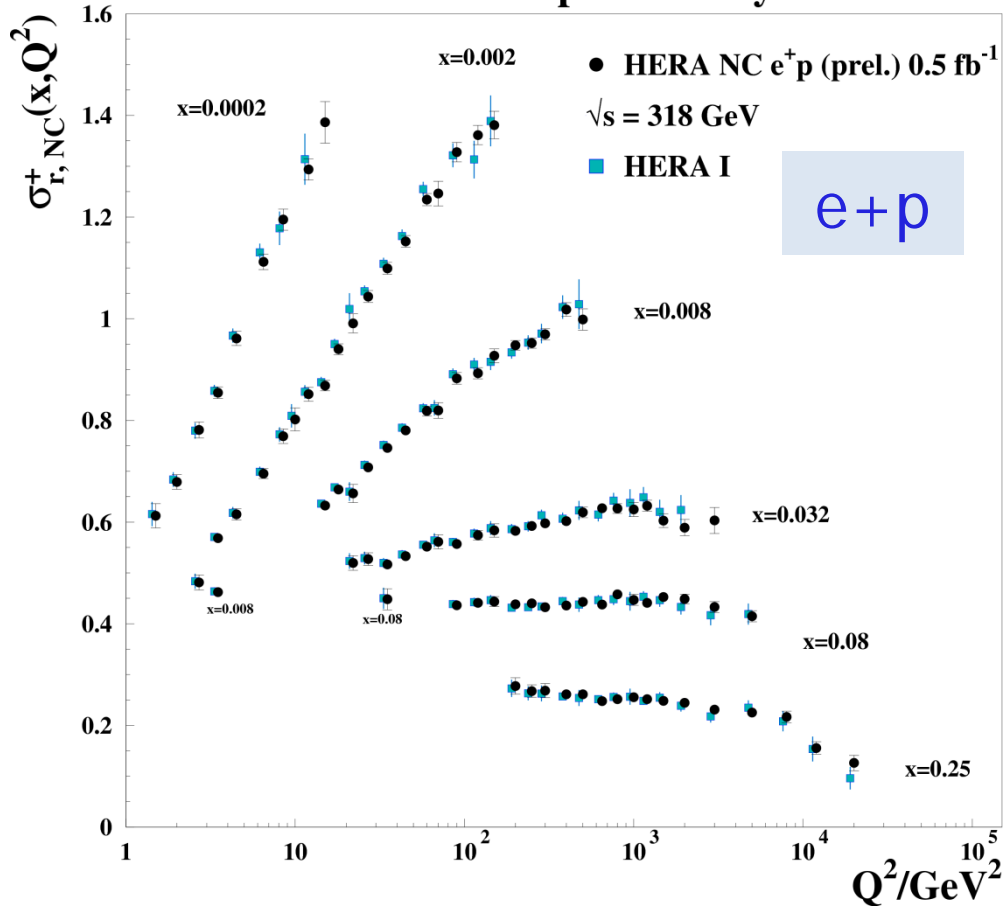 1.6
1.4
1.2
1
0.8
0.6
0.4
0.2
0
σ⁺r, NC(x,Q²)
x=0.0002
x=0.002
● HERA NC e⁺p (prel.) 0.5 fb⁻¹
√s = 318 GeV
■ HERA I
e+p
x=0.008
x=0.032
x=0.008
x=0.08
x=0.08
x=0.25
1 10 10² 10³ 10⁴ 10⁵
Q²/GeV²